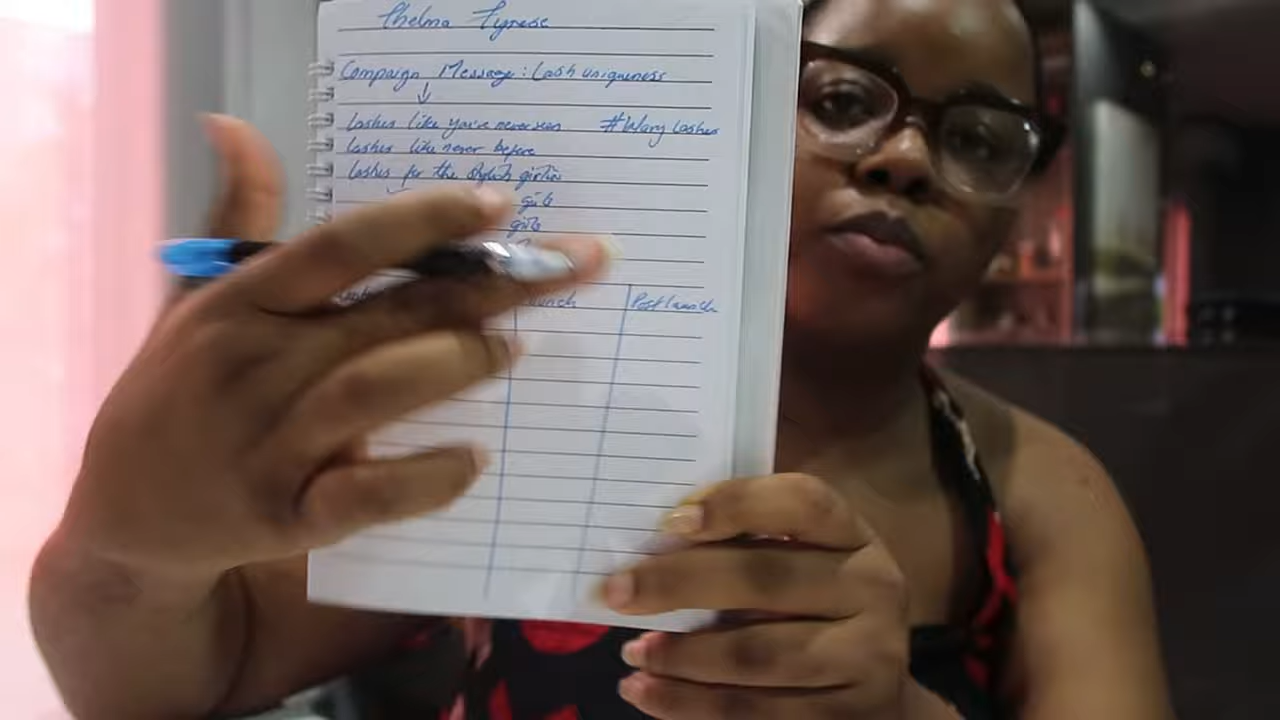 Thelma Tyrese
Campaign Message: Lash uniqueness
lashes like you've never seen #Wory lashes
lashes like never before
lashes for the stylish girlies
girls
girls
Post launch